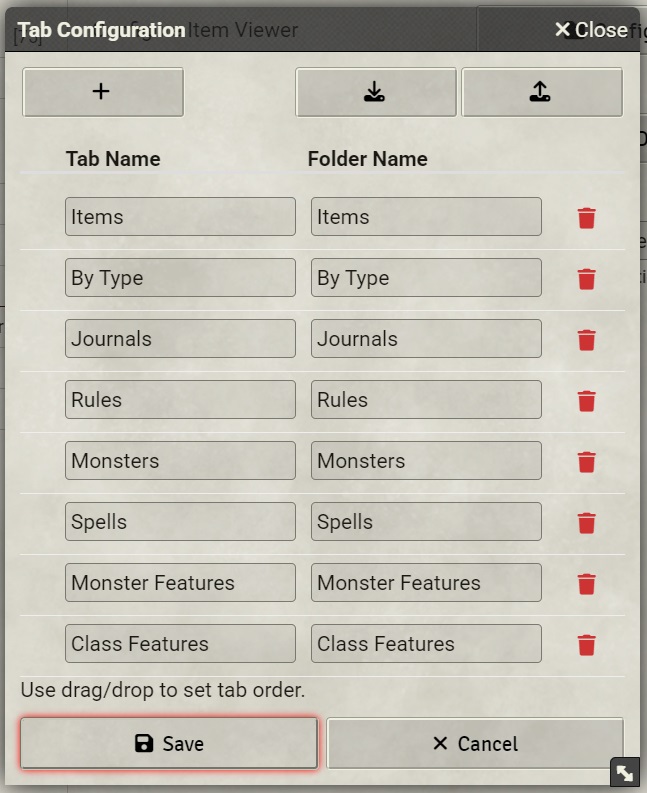 Tab Configuration Item Viewer Close
Tab Name Folder Name
Items Items
By Type By Type
Journals Journals
Rules Rules
Monsters Monsters
Spells Spells
Monster Features Monster Features
Class Features Class Features
Use drag/drop to set tab order.
Save Cancel